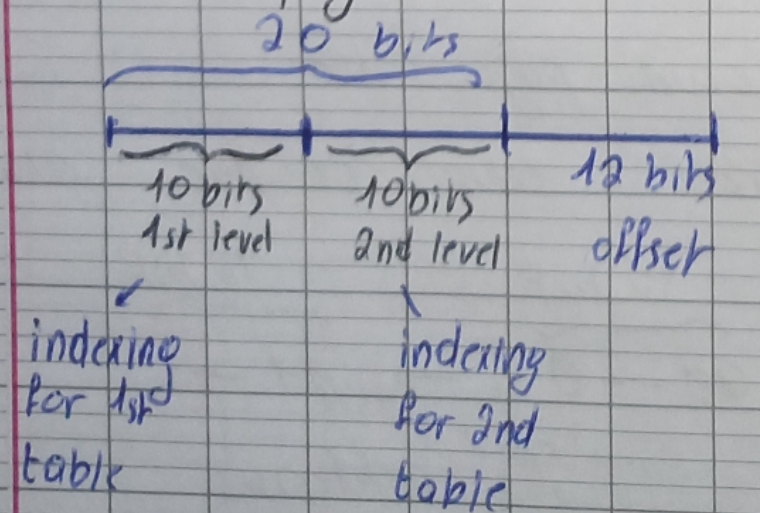 20 bits
10 bits
1st level
10 bits
2nd level
12 bits
offset
indexing
for 1st
table
indexing
for 2nd
table